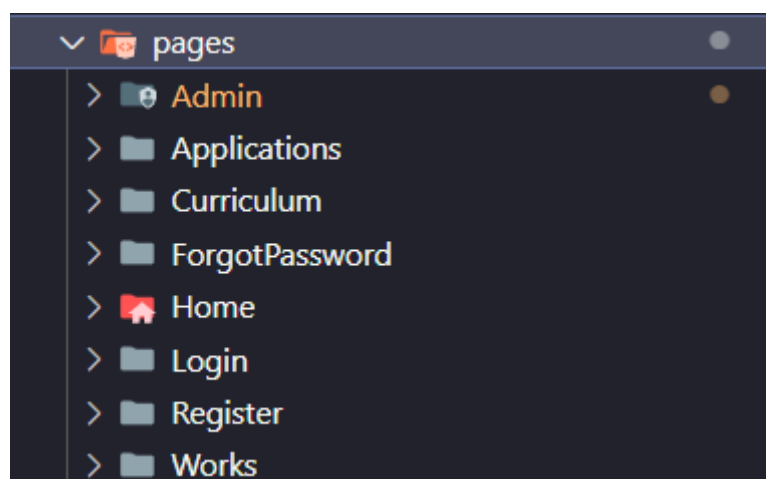 pages
Admin
Applications
Curriculum
ForgotPassword
Home
Login
Register
Works